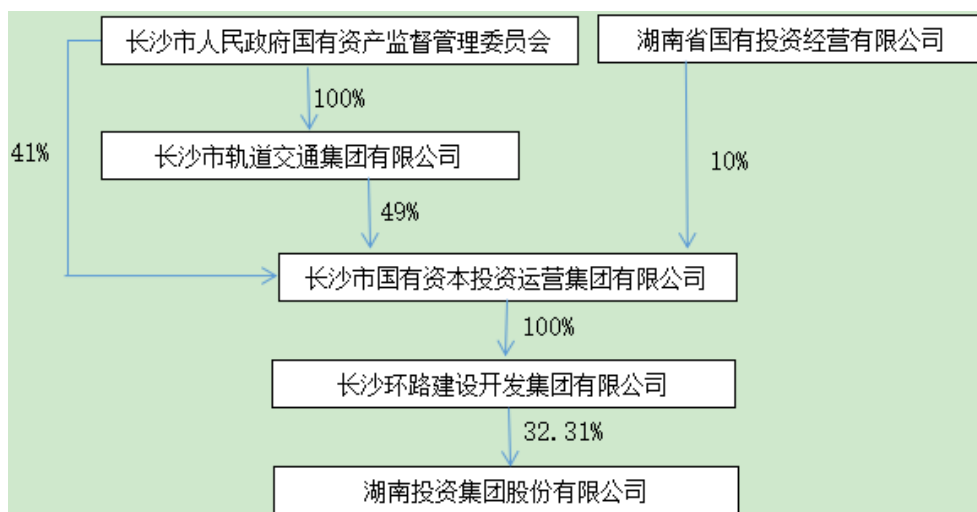 长沙市人民政府国有资产监督管理委员会
湖南省国有投资经营有限公司
100%
41%
长沙市轨道交通集团有限公司
10%
49%
长沙市国有资本投资运营集团有限公司
100%
长沙环路建设开发集团有限公司
32.31%
湖南投资集团股份有限公司